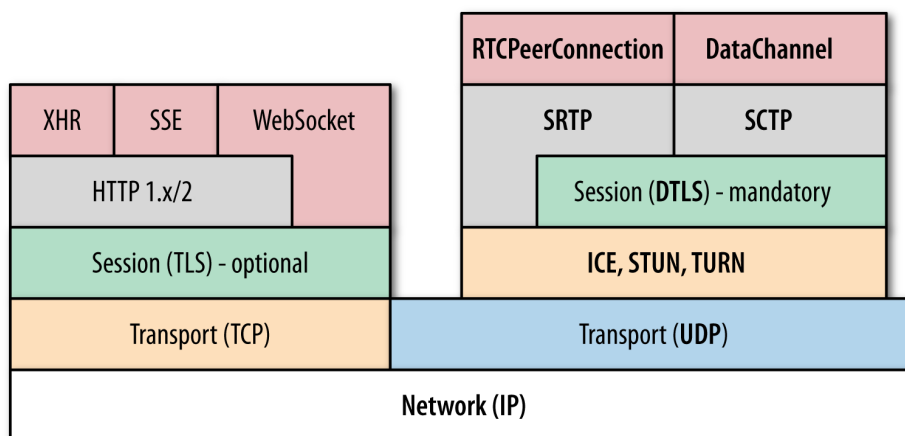 RTCPeerConnection DataChannel
XHR SSE WebSocket SRTP SCTP
HTTP 1.x/2 Session (DTLS) - mandatory
Session (TLS) - optional ICE, STUN, TURN
Transport (TCP) Transport (UDP)
Network (IP)